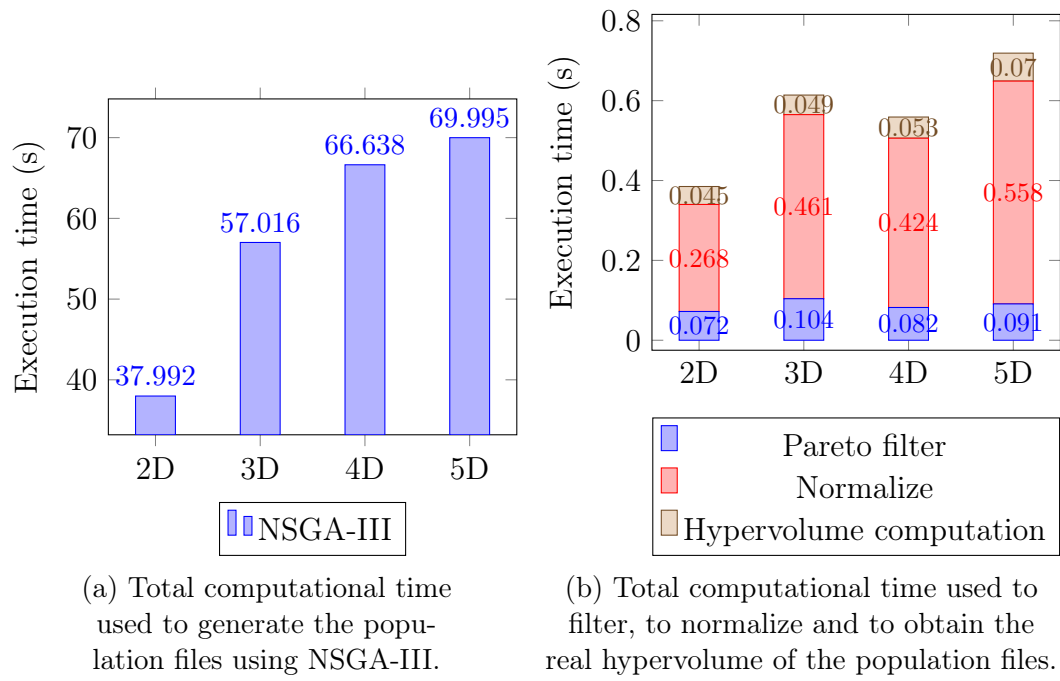 Execution time (s)
70
60
50
40
37.992
57.016
66.638
69.995
2D 3D 4D 5D
NSGA-III
(a) Total computational time
used to generate the popu-
lation files using NSGA-III.
Execution time (s)
0.8
0.6
0.4
0.2
0
0.045
0.268
0.072
0.049
0.461
0.104
0.053
0.424
0.082
0.07
0.558
0.091
2D 3D 4D 5D
Pareto filter
Normalize
Hypervolume computation
(b) Total computational time used to
filter, to normalize and to obtain the
real hypervolume of the population files.